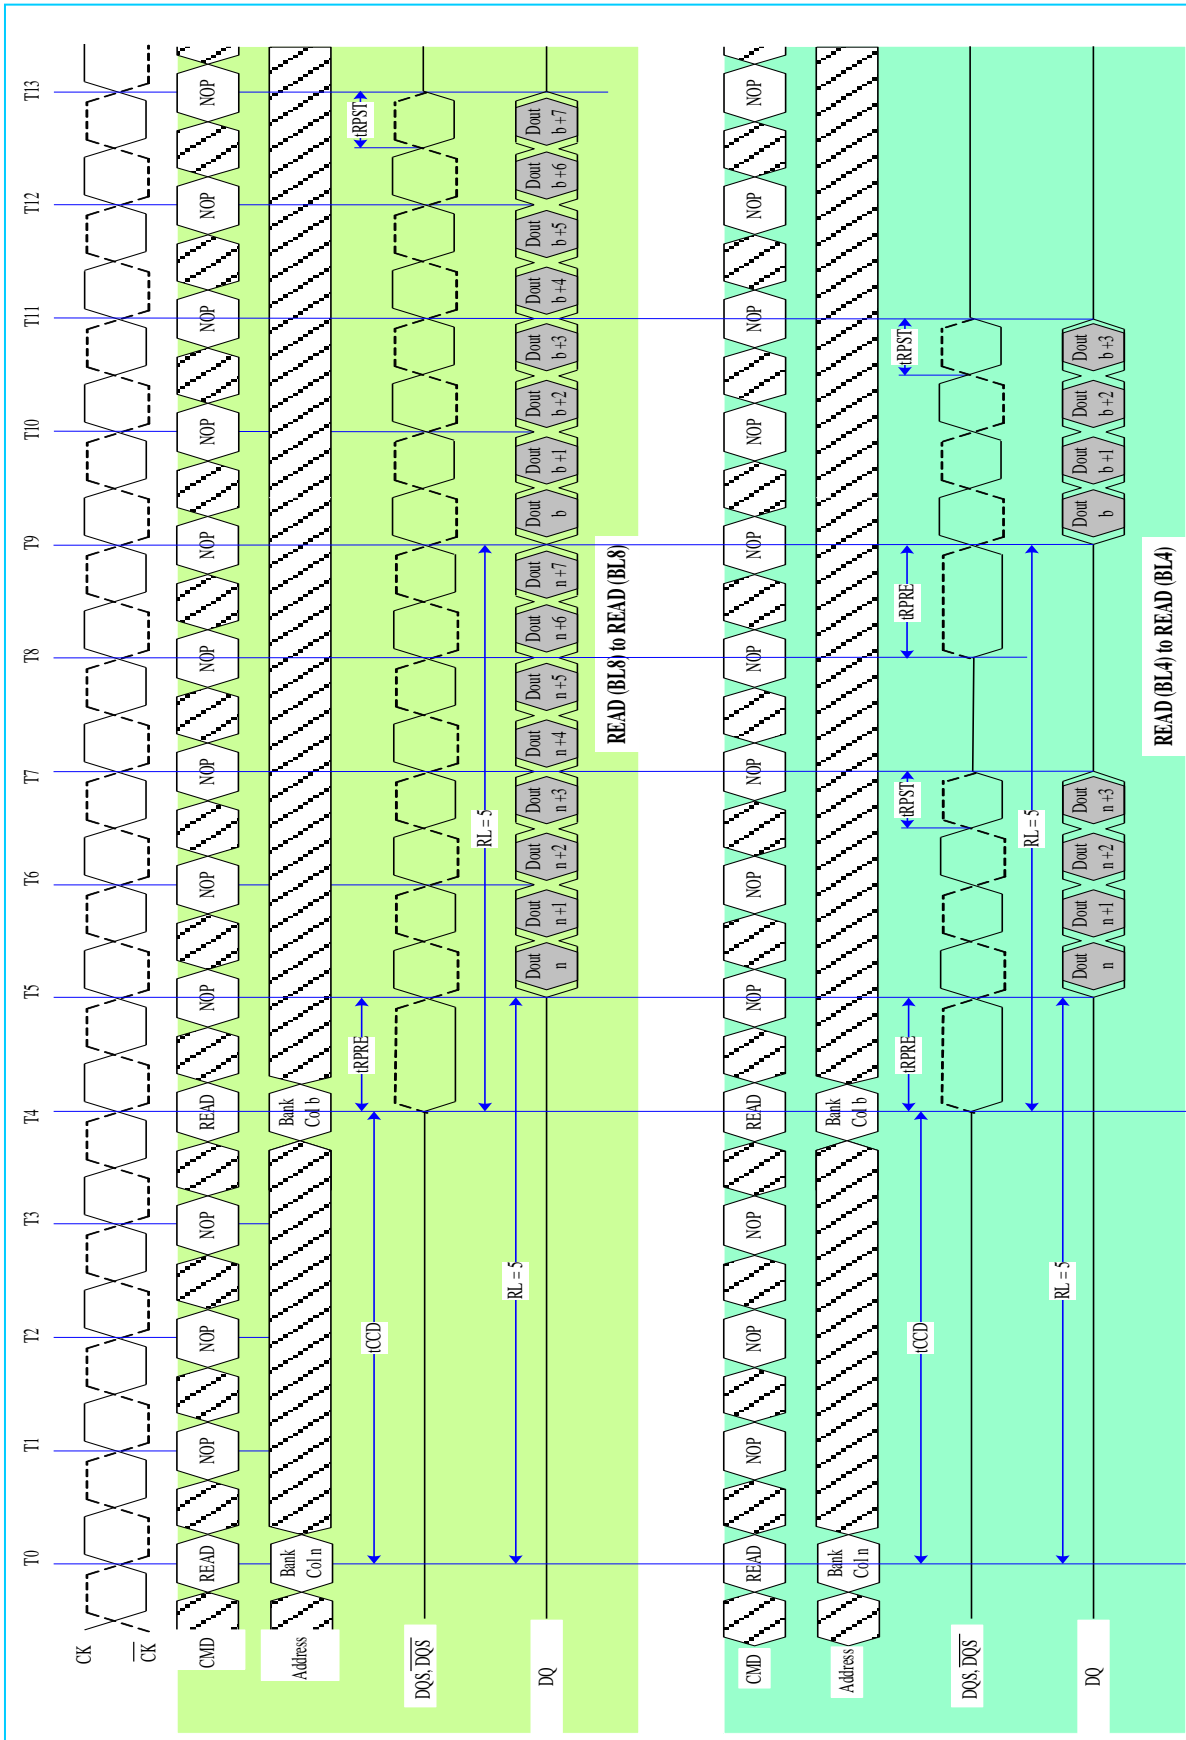 T0 T1 T2 T3 T4 T5 T6 T7 T8 T9 T10 T11 T12 T13
CK
CK
CMD READ NOP NOP NOP READ NOP NOP NOP NOP NOP NOP NOP NOP NOP
Address
Bank
Col n
Bank
Col b
tCCD tRPRE tRPST
DQS, DQS
RL = 5
RL = 5
DQ
Dout
n
Dout
n+1
Dout
n+2
Dout
n+3
Dout
n+4
Dout
n+5
Dout
n+6
Dout
n+7
Dout
b
Dout
b+1
Dout
b+2
Dout
b+3
Dout
b+4
Dout
b+5
Dout
b+6
Dout
b+7
READ (BL8) to READ (BL8)
CMD READ NOP NOP NOP READ NOP NOP NOP NOP NOP NOP NOP NOP NOP
Address
Bank
Col n
Bank
Col b
tCCD tRPRE tRPST tRPRE tRPST
DQS, DQS
RL = 5
RL = 5
DQ
Dout
n
Dout
n+1
Dout
n+2
Dout
n+3
Dout
b
Dout
b+1
Dout
b+2
Dout
b+3
READ (BL4) to READ (BL4)